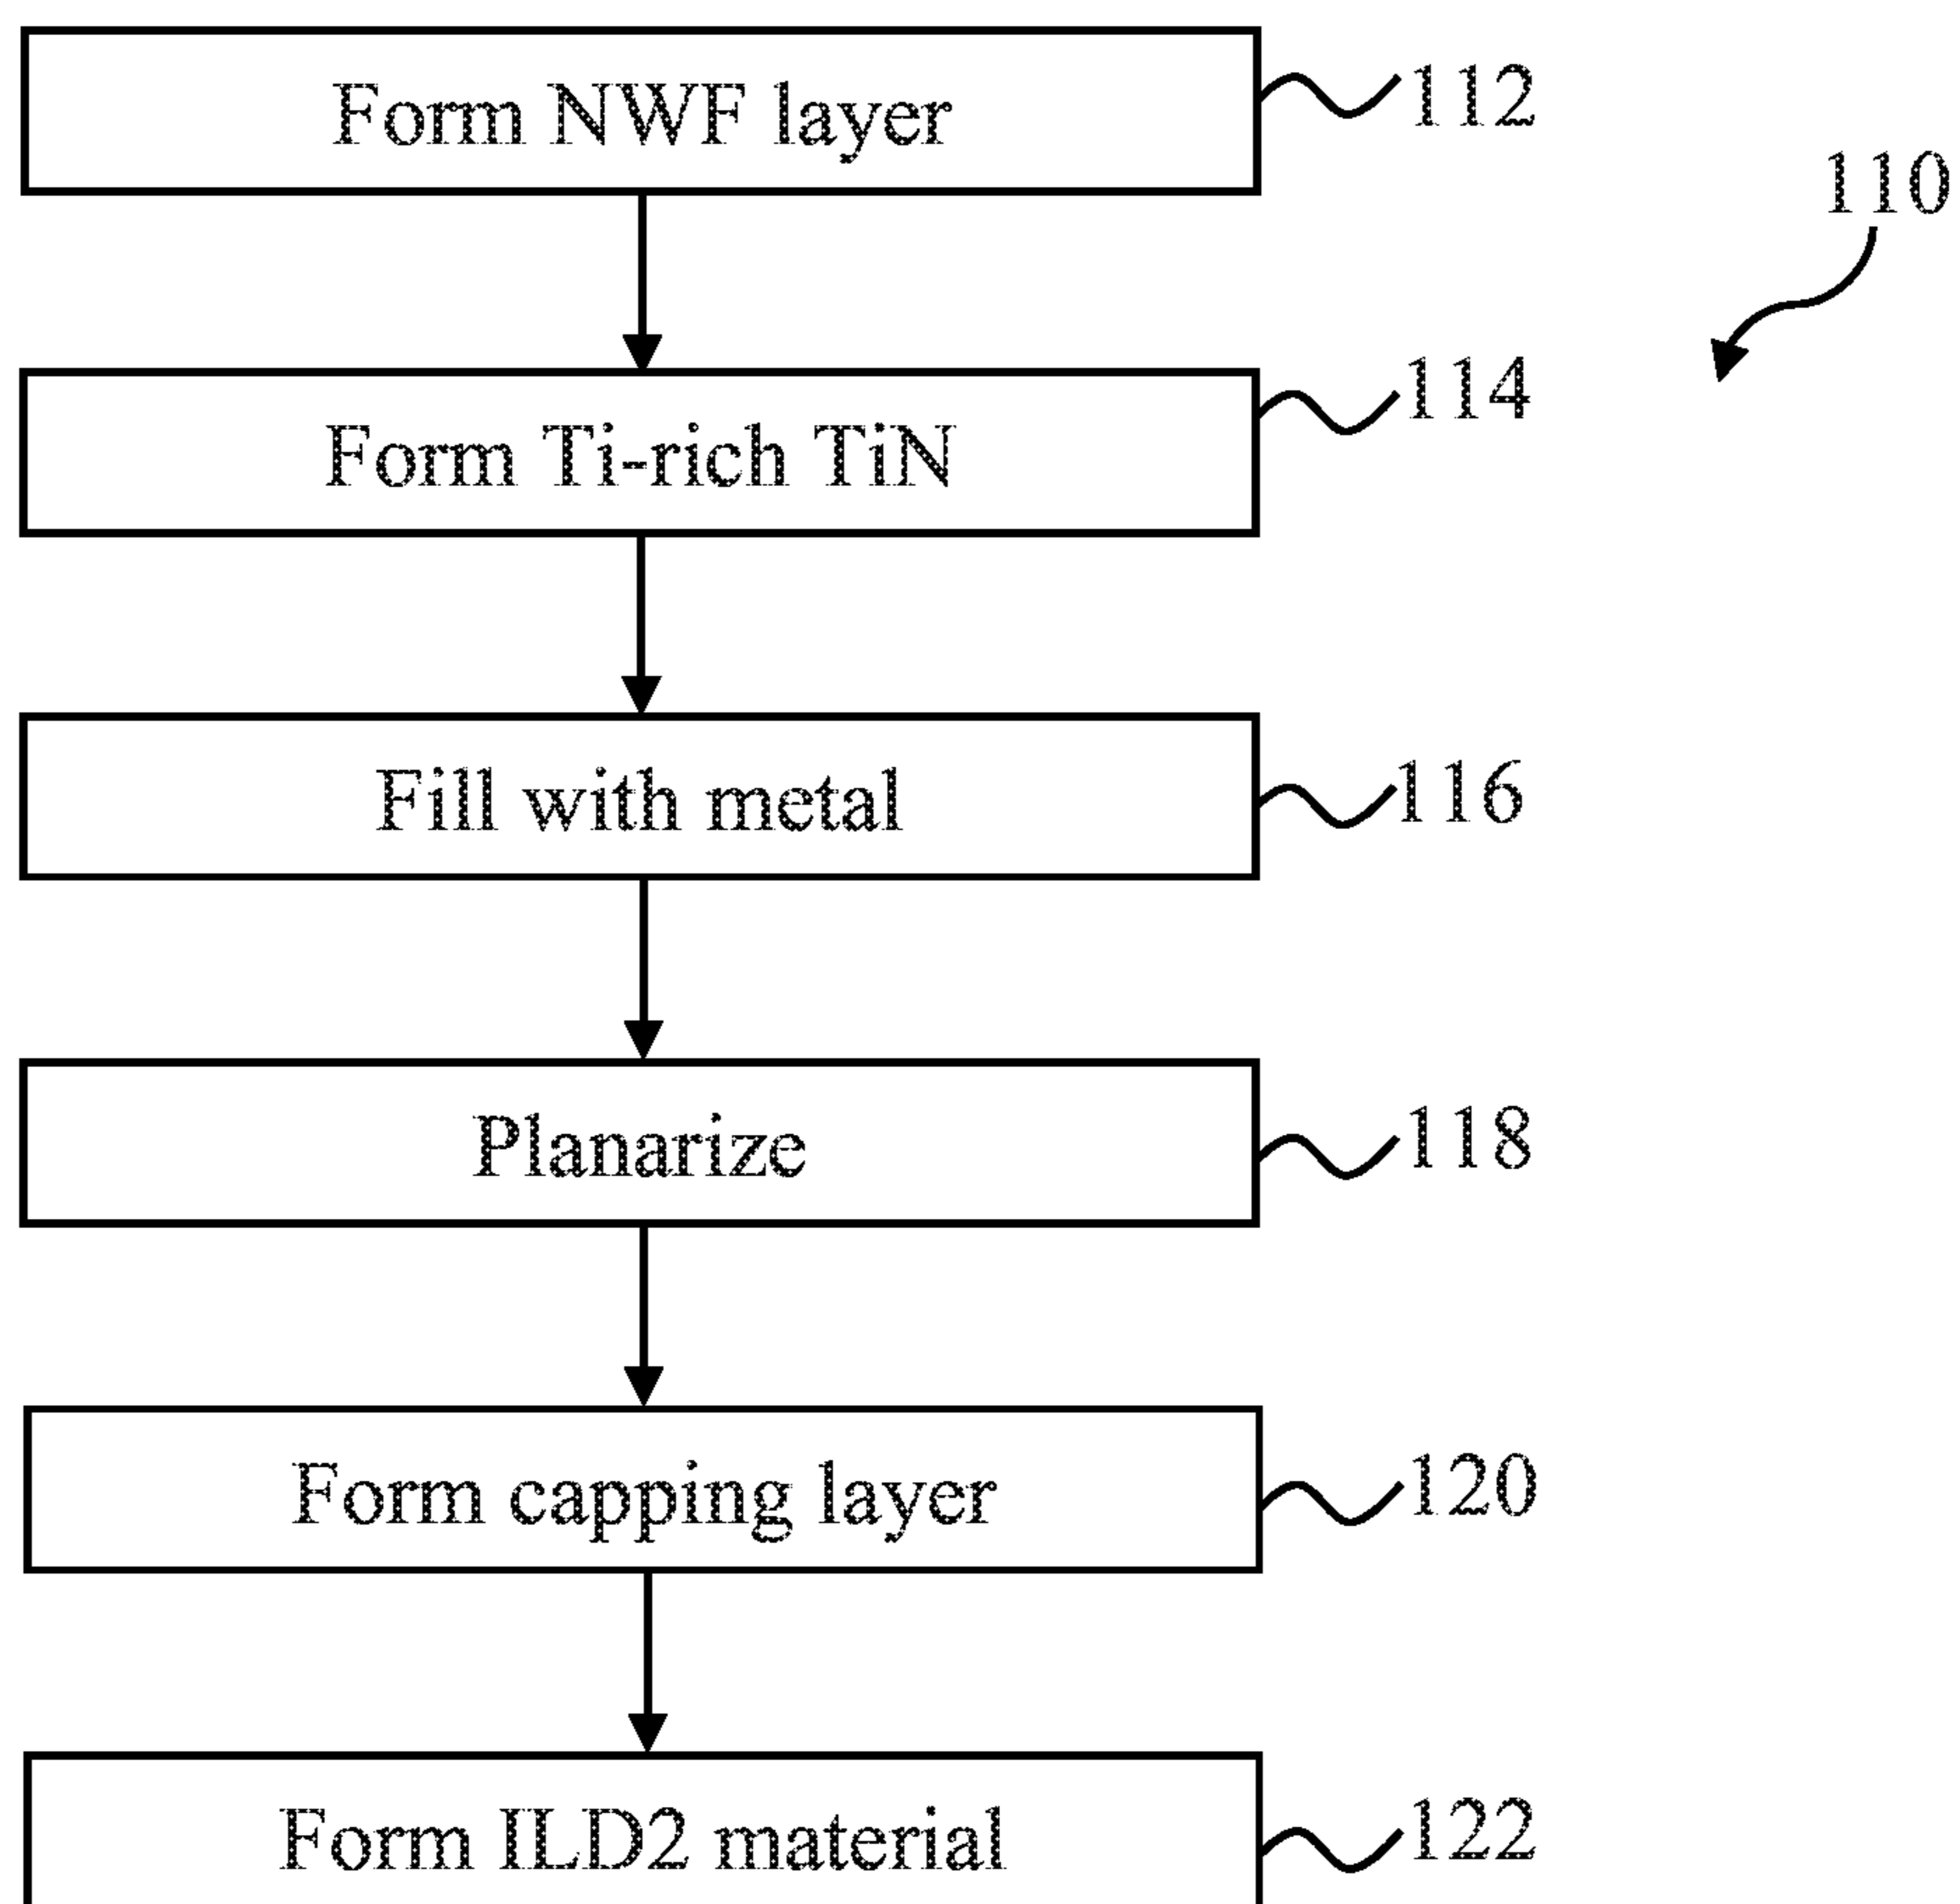 Form NWF layer
112
110
Form Ti-rich TiN
114
Fill with metal
116
Planarize
118
Form capping layer
120
Form ILD2 material
122